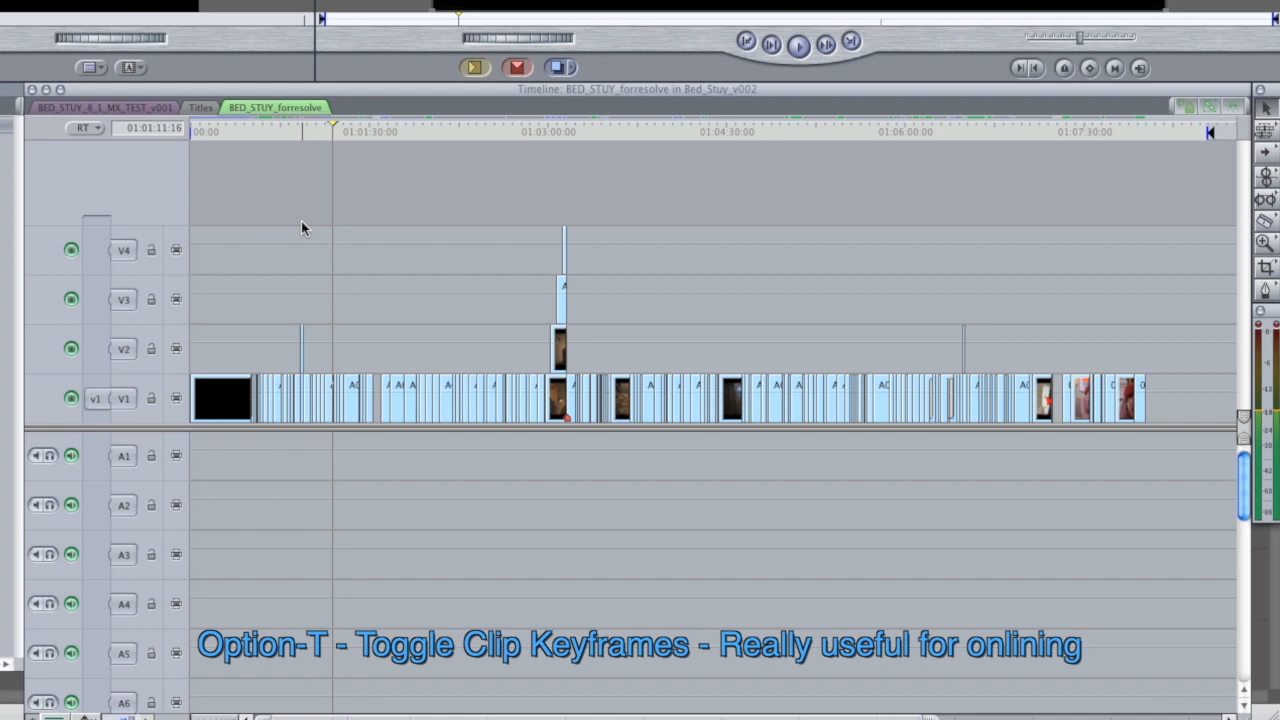 Timeline: BED_STUY_forresolve in Bed_Stuy_v002
BED_STUY_8_1_MX_TEST_v001
Titles
BED_STUY_forresolve
RT
01:01:11:16
00:00
01:01:30:00
01:03:00:00
01:04:30:00
01:06:00:00
01:07:30:00
V4
V3
V2
v1
V1
A1
A2
A3
A4
A5
A6
Option-T - Toggle Clip Keyframes - Really useful for onlining